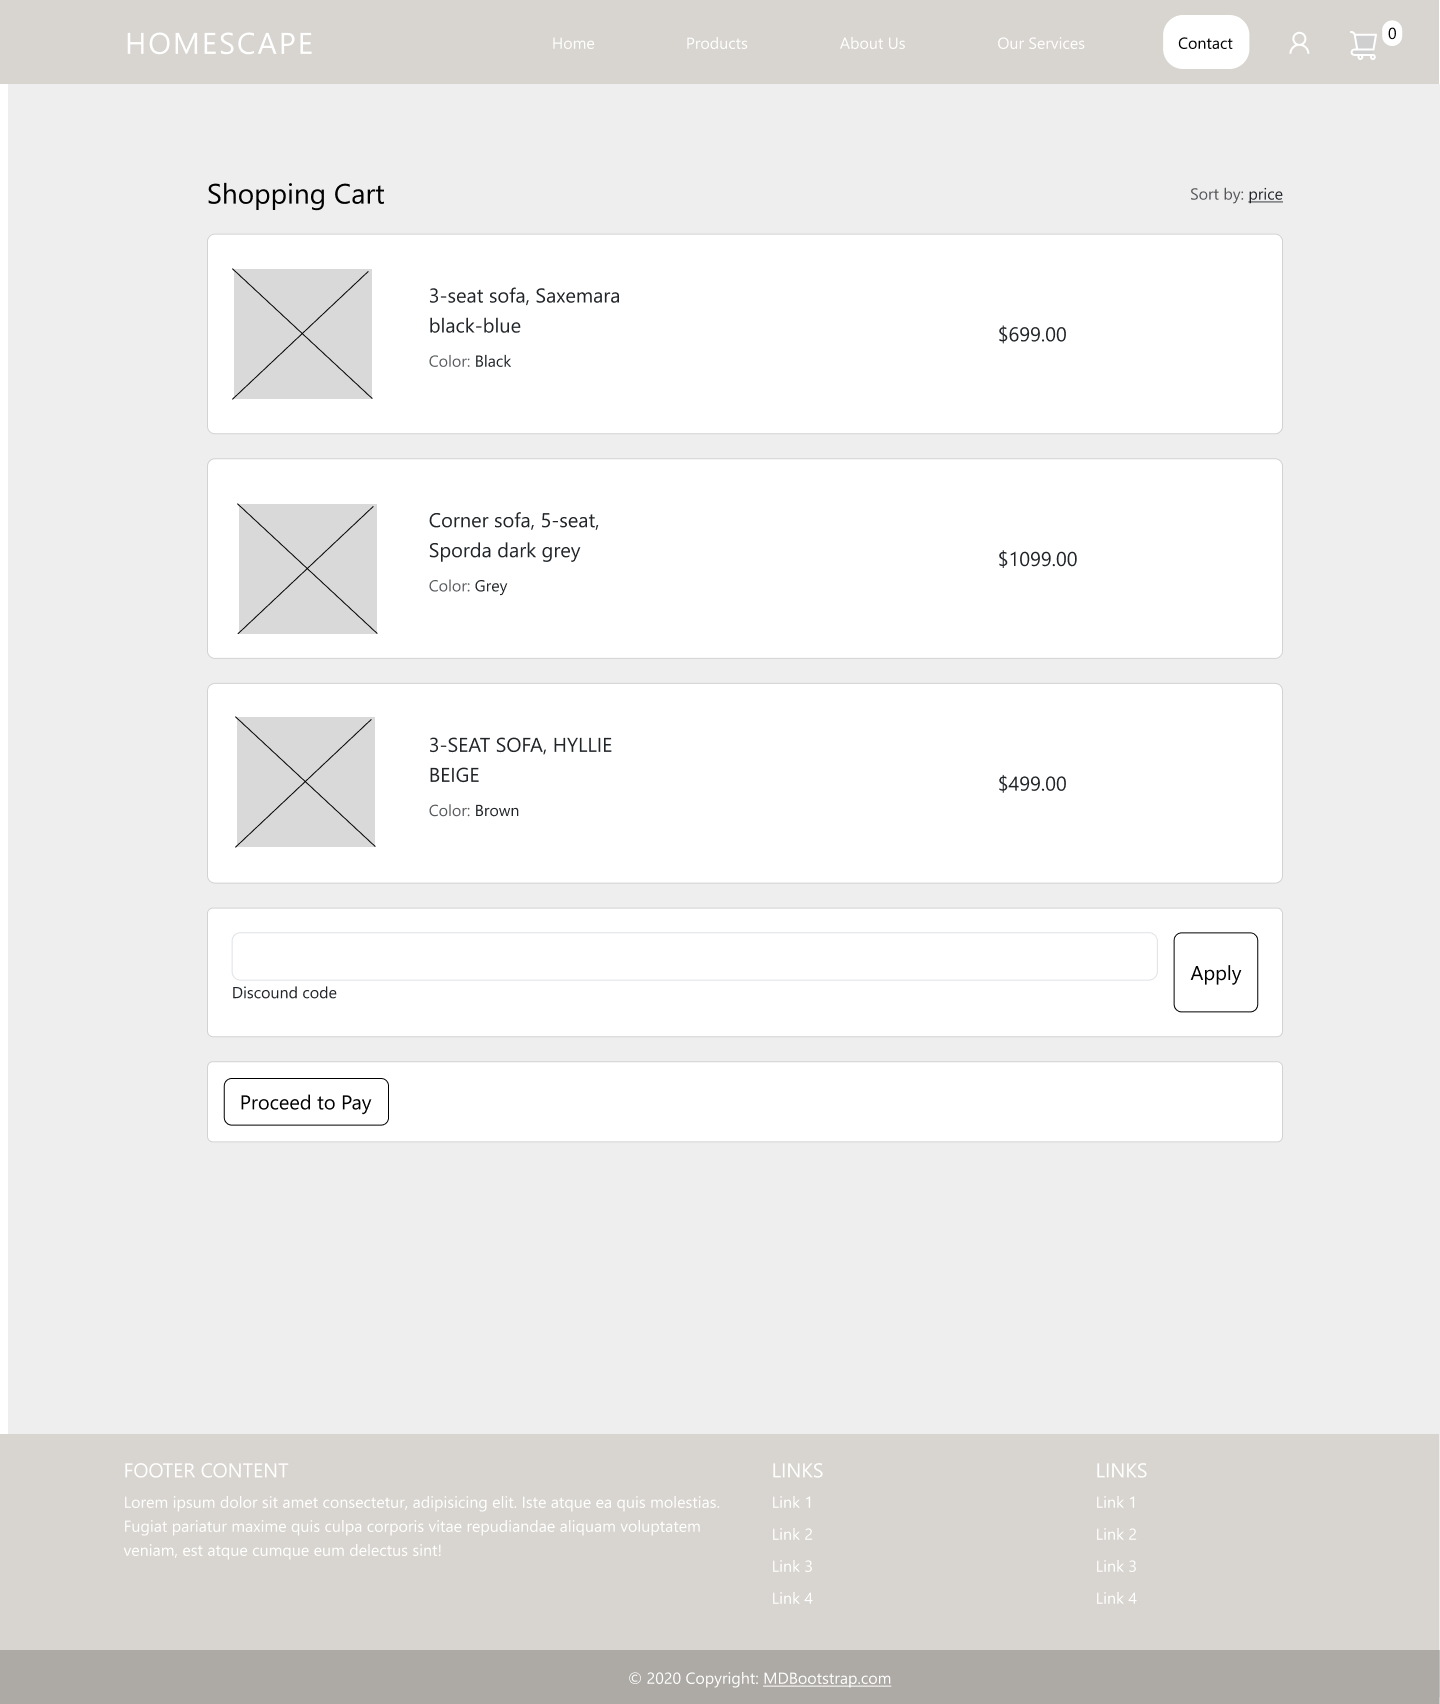 HOMESCAPE
Home
Products
About Us
Our Services
Contact
0
Shopping Cart
Sort by: price
3-seat sofa, Saxemara
black-blue
Color: Black
$699.00
Corner sofa, 5-seat,
Sporda dark grey
Color: Grey
$1099.00
3-SEAT SOFA, HYLLIE
BEIGE
Color: Brown
$499.00
Discound code
Apply
Proceed to Pay
FOOTER CONTENT
Lorem ipsum dolor sit amet consectetur, adipisicing elit. Iste atque ea quis molestias.
Fugiat pariatur maxime quis culpa corporis vitae repudiandae aliquam voluptatem
veniam, est atque cumque eum delectus sint!
LINKS
Link 1
Link 2
Link 3
Link 4
LINKS
Link 1
Link 2
Link 3
Link 4
© 2020 Copyright: MDBootstrap.com